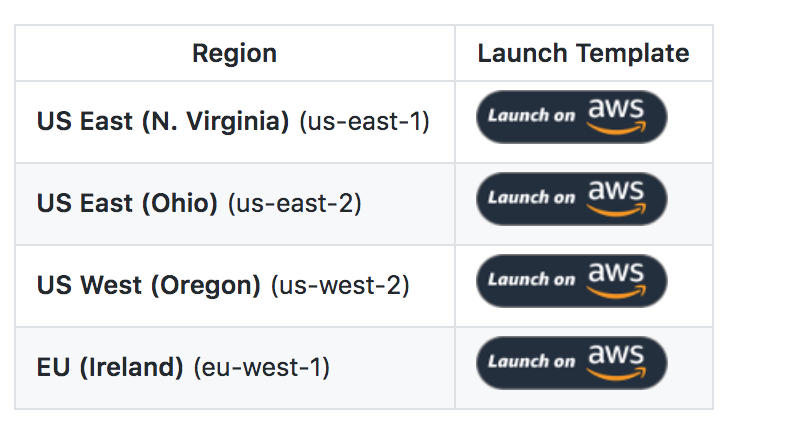 Region Launch Template
US East (N. Virginia) (us-east-1) Launch on aws
US East (Ohio) (us-east-2) Launch on aws
US West (Oregon) (us-west-2) Launch on aws
EU (Ireland) (eu-west-1) Launch on aws